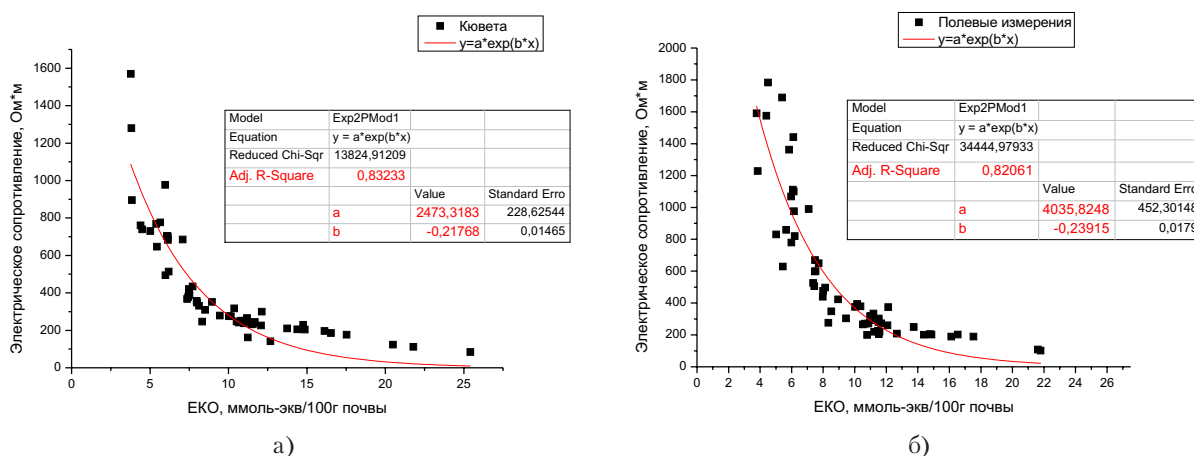 Кювета
y=a*exp(b*x)
Электрическое сопротивление, Ом*м
1600
1400
1200
1000
800
600
400
200
0
Model Exp2PMod1
Equation y = a*exp(b*x)
Reduced Chi-Sqr 13824,91209
Adj. R-Square 0,83233
Value Standard Erro
a 2473,3183 228,62544
b -0,21768 0,01465
0 5 10 15 20 25
ЕКО, ммоль-экв/100г почвы
а)
Полевые измерения
y=a*exp(b*x)
Электрическое сопротивление, Ом*м
2000
1800
1600
1400
1200
1000
800
600
400
200
0
Model Exp2PMod1
Equation y = a*exp(b*x)
Reduced Chi-Sqr 34444,97933
Adj. R-Square 0,82061
Value Standard Erro
a 4035,8248 452,30148
b -0,23915 0,0179
0 2 4 6 8 10 12 14 16 18 20 22 24 26
ЕКО, ммоль-экв/100г почвы
б)